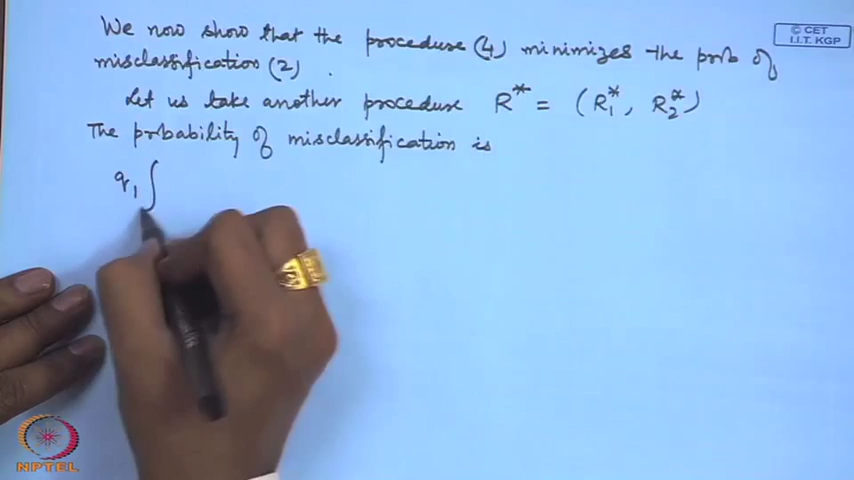 We now show that the procedure (4) minimizes the prob of
misclassification (2) .
Let us take another procedure R* = (R₁*, R₂*)
The probability of misclassification is
q₁ ∫
© CET
I.I.T. KGP
NPTEL